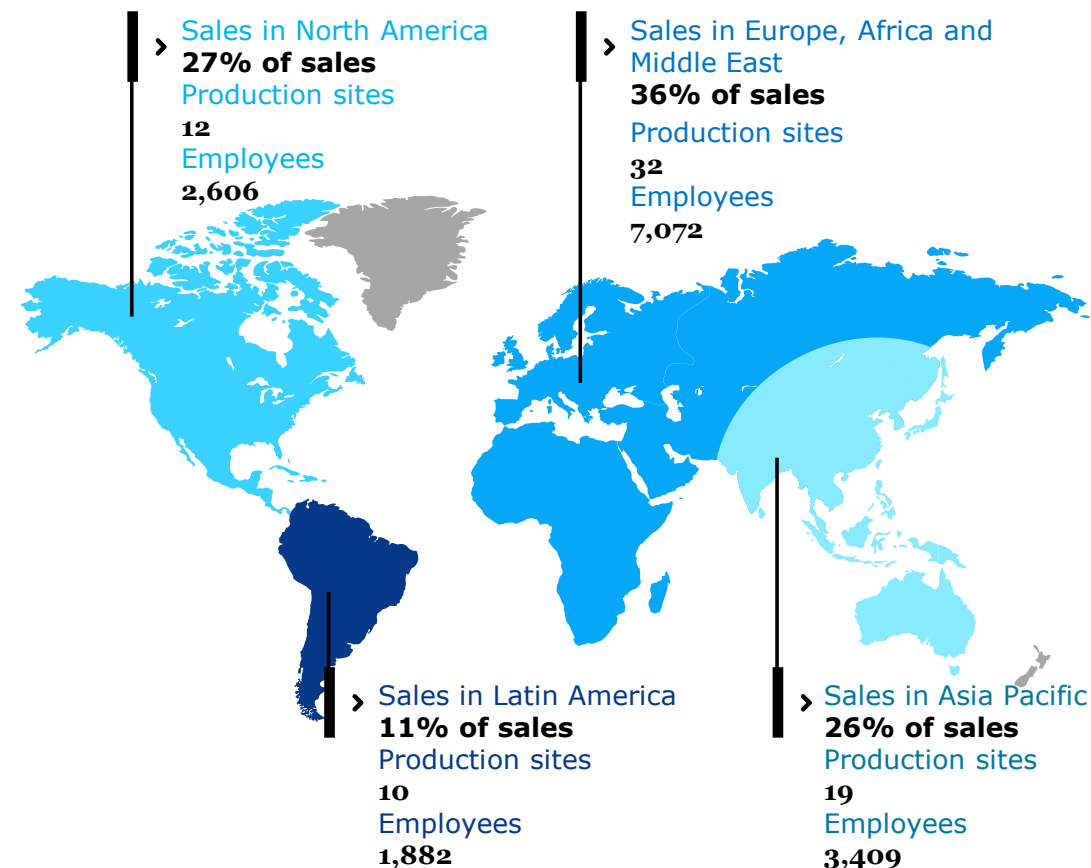 Sales in North America
27% of sales
Production sites
12
Employees
2,606
Sales in Europe, Africa and
Middle East
36% of sales
Production sites
32
Employees
7,072
Sales in Latin America
11% of sales
Production sites
10
Employees
1,882
Sales in Asia Pacific
26% of sales
Production sites
19
Employees
3,409